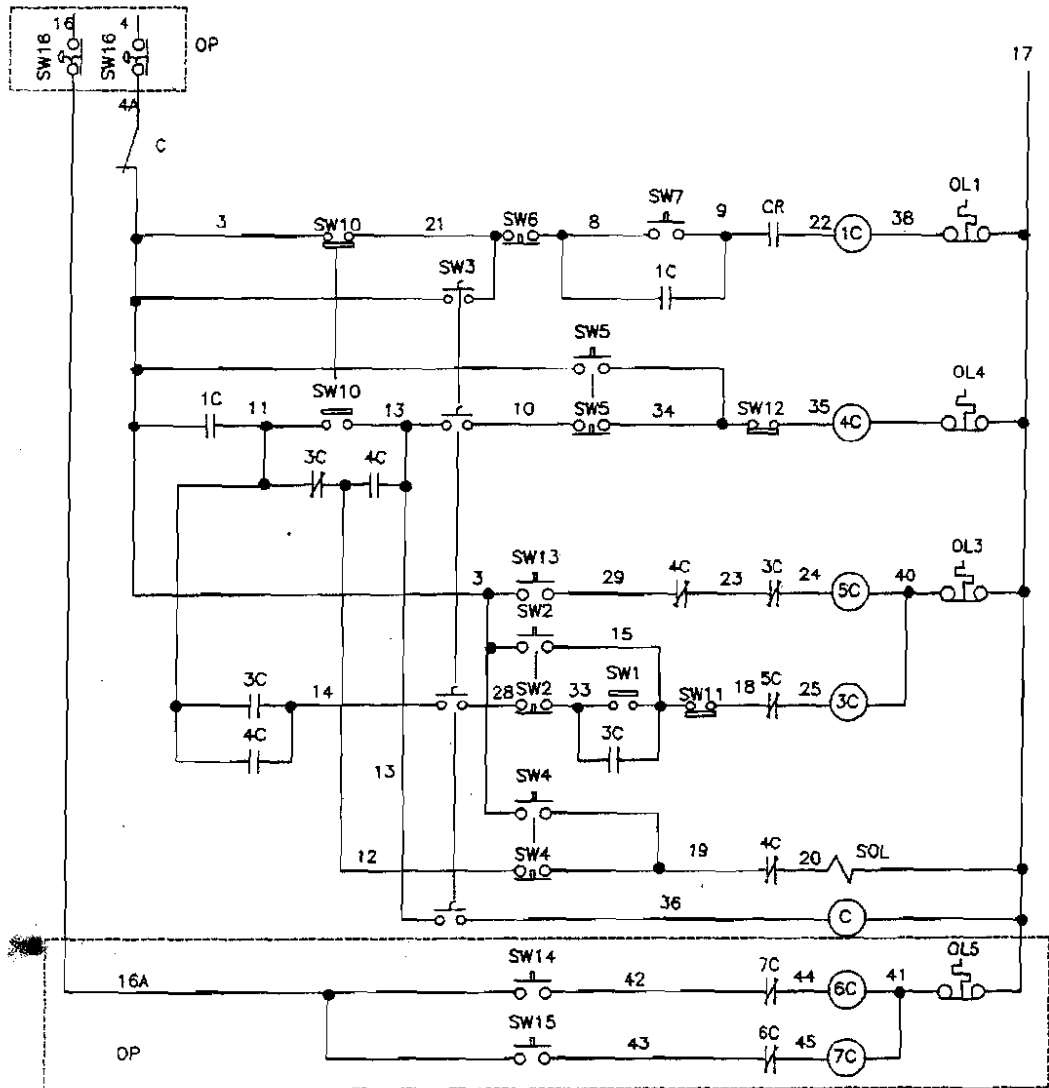 16 4 OP
SW18 SW16
17
4A
C
3 SW10 21 SW6 8 SW7 9 CR 22 1C 38 OL1
SW3 1C
SW5
1C 11 SW10 13 10 SW5 34 SW12 35 4C OL4
3C 4C
3 SW13 29 4C 23 3C 24 5C 40 OL3
SW2 15
3C 14 28 SW2 33 SW1 SW11 18 5C 25 3C
4C 3C
13
SW4
12 SW4 19 4C 20 SOL
36 C
16A SW14 42 7C 44 6C 41 OL5
SW15 43 6C 45 7C
OP